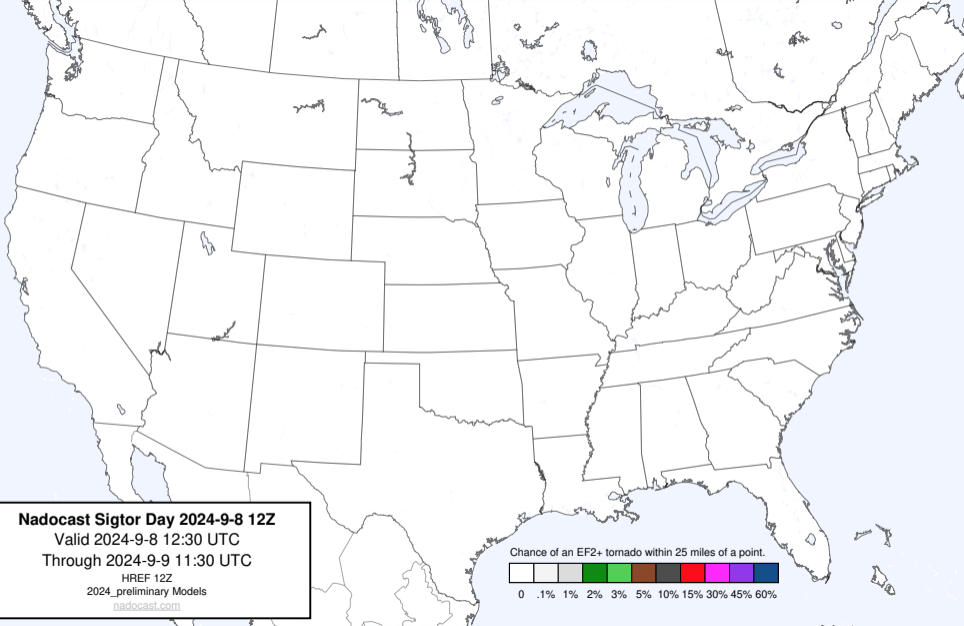 Nadocast Sigtor Day 2024-9-8 12Z
Valid 2024-9-8 12:30 UTC
Through 2024-9-9 11:30 UTC
HREF 12Z
2024_preliminary Models
nadocast.com
Chance of an EF2+ tornado within 25 miles of a point.
0 .1% 1% 2% 3% 5% 10% 15% 30% 45% 60%